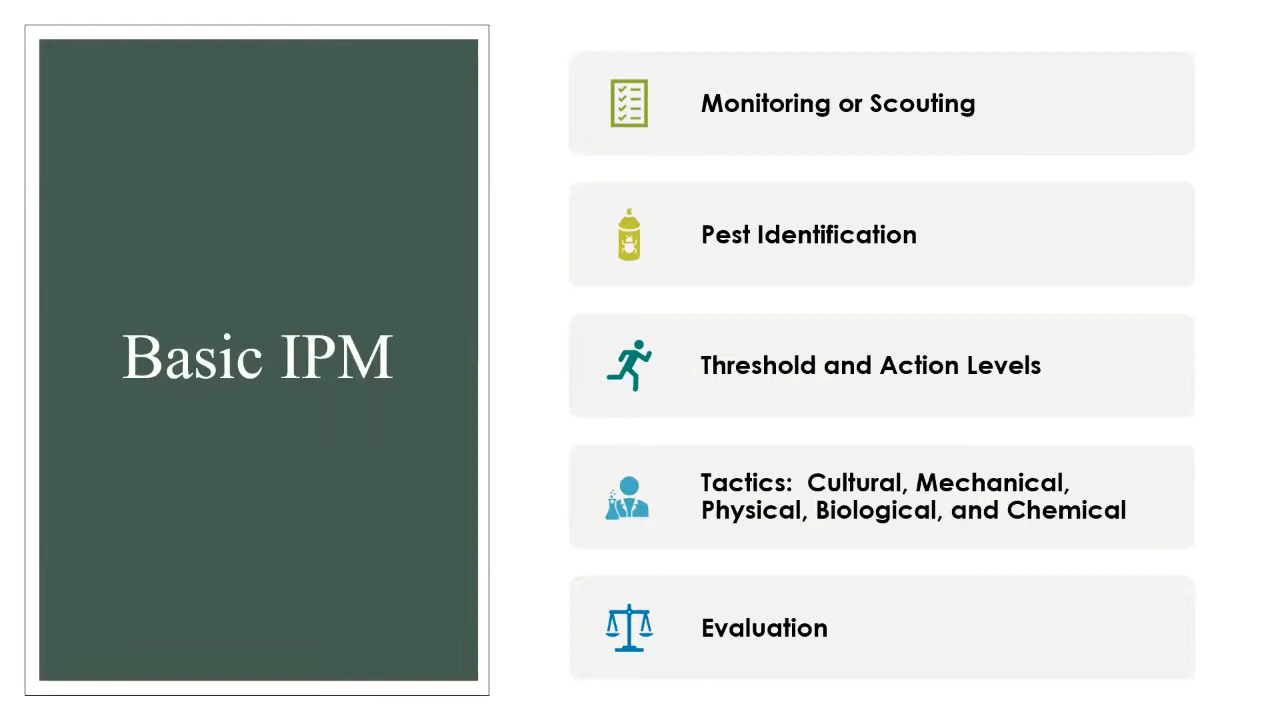 Basic IPM
Monitoring or Scouting
Pest Identification
Threshold and Action Levels
Tactics:  Cultural, Mechanical,
Physical, Biological, and Chemical
Evaluation